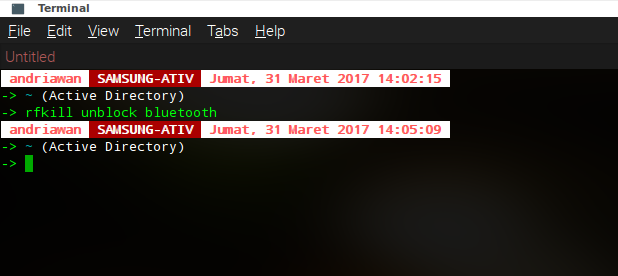 Terminal
File Edit View Terminal Tabs Help
Untitled
andriawan SAMSUNG-ATIV Jumat, 31 Maret 2017 14:02:15
-> ~ (Active Directory)
-> rfkill unblock bluetooth
andriawan SAMSUNG-ATIV Jumat, 31 Maret 2017 14:05:09
-> ~ (Active Directory)
->